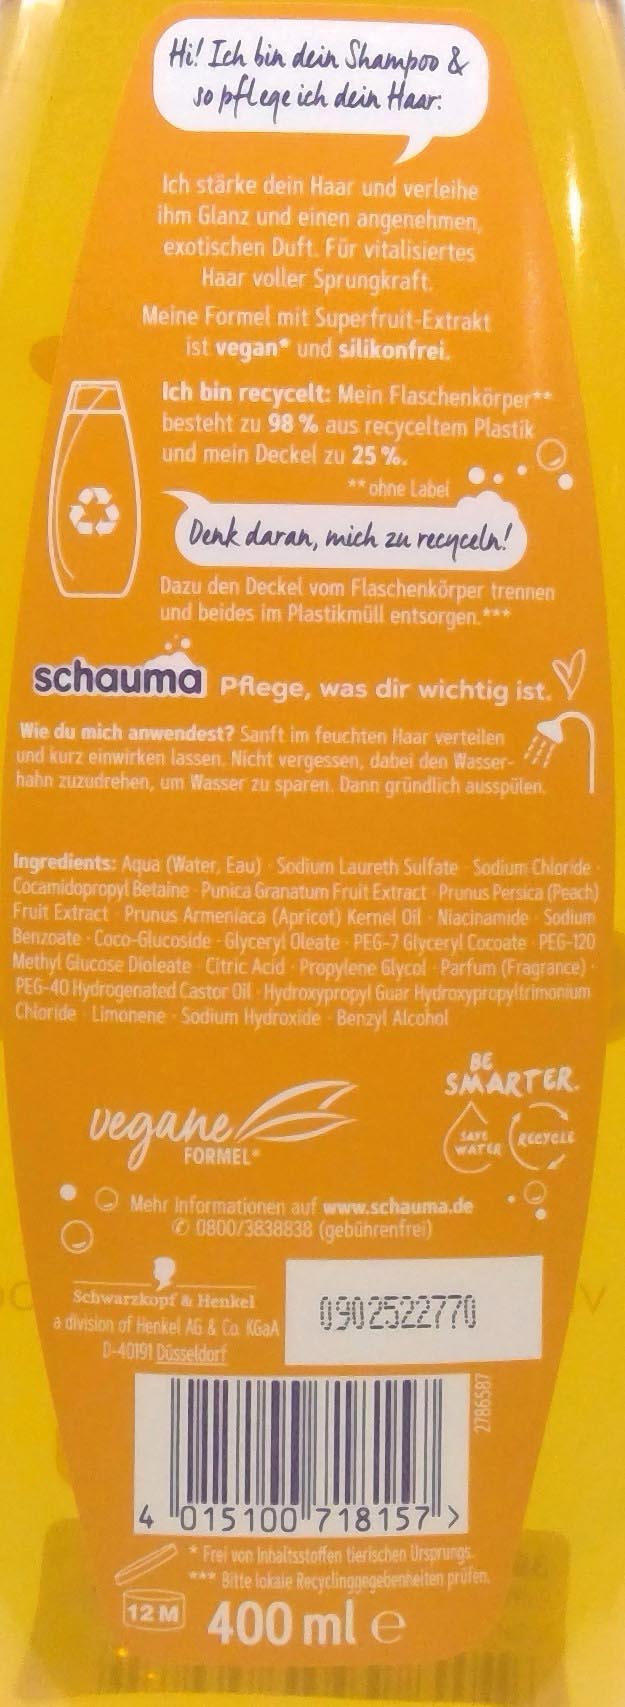 Hi! Ich bin dein Shampoo &
so pflege ich dein Haar:
Ich stärke dein Haar und verleihe
ihm Glanz und einen angenehmen,
exotischen Duft. Für vitalisiertes
Haar voller Sprungkraft.
Meine Formel mit Superfruit-Extrakt
ist vegan* und silikonfrei.
Ich bin recycelt: Mein Flaschenkörper**
besteht zu 98 % aus recyceltem Plastik
und mein Deckel zu 25 %.
**ohne Label
Denk daran, mich zu recyceln!
Dazu den Deckel vom Flaschenkörper trennen
und beides im Plastikmüll entsorgen.***
schauma Pflege, was dir wichtig ist.
Wie du mich anwendest? Sanft im feuchten Haar verteilen
und kurz einwirken lassen. Nicht vergessen, dabei den Wasser-
hahn zuzudrehen, um Wasser zu sparen. Dann gründlich ausspülen.
Ingredients: Aqua (Water, Eau) · Sodium Laureth Sulfate · Sodium Chloride ·
Cocamidopropyl Betaine · Punica Granatum Fruit Extract · Prunus Persica (Peach)
Fruit Extract · Prunus Armeniaca (Apricot) Kernel Oil · Niacinamide · Sodium
Benzoate · Coco-Glucoside · Glyceryl Oleate · PEG-7 Glyceryl Cocoate · PEG-120
Methyl Glucose Dioleate · Citric Acid · Propylene Glycol · Parfum (Fragrance) ·
PEG-40 Hydrogenated Castor Oil · Hydroxypropyl Guar Hydroxypropyltrimonium
Chloride · Limonene · Sodium Hydroxide · Benzyl Alcohol
BE
SMARTER.
SAVE
WATER
RECYCLE
vegane
FORMEL*
Mehr Informationen auf www.schauma.de
✆ 0800/3838838 (gebührenfrei)
Schwarzkopf & Henkel
a division of Henkel AG & Co. KGaA
D-40191 Düsseldorf
0902522770
2786587
4 015100 718157 >
* Frei von Inhaltsstoffen tierischen Ursprungs.
*** Bitte lokale Recyclinggegebenheiten prüfen.
12 M
400 ml e